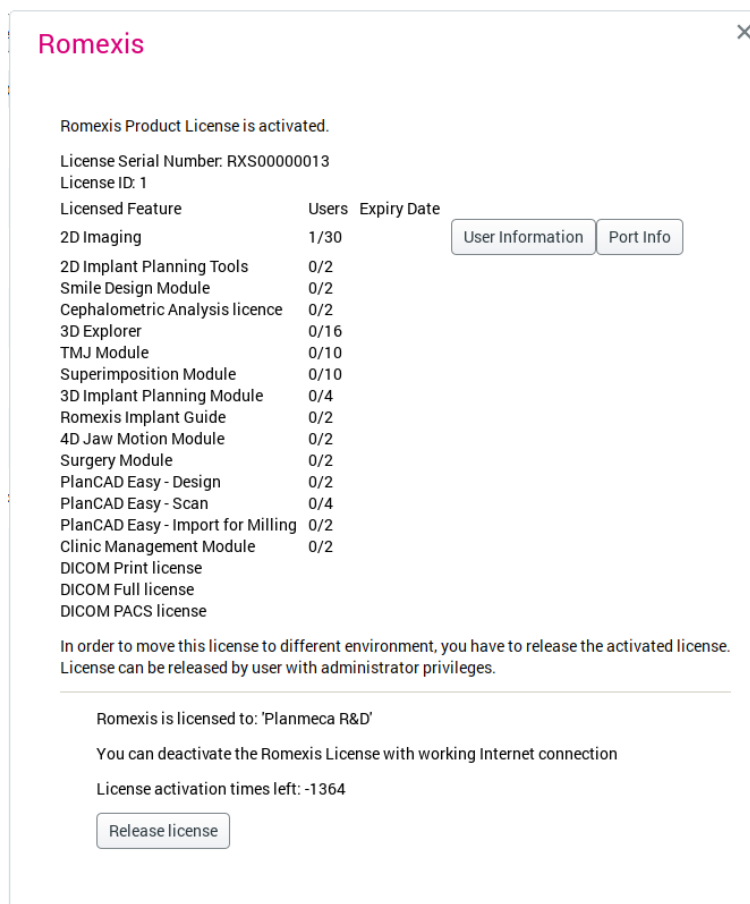 Romexis
Romexis Product License is activated.
License Serial Number: RXS00000013
License ID: 1
Licensed Feature Users Expiry Date
2D Imaging 1/30 User Information Port Info
2D Implant Planning Tools 0/2
Smile Design Module 0/2
Cephalometric Analysis licence 0/2
3D Explorer 0/16
TMJ Module 0/10
Superimposition Module 0/10
3D Implant Planning Module 0/4
Romexis Implant Guide 0/2
4D Jaw Motion Module 0/2
Surgery Module 0/2
PlanCAD Easy - Design 0/2
PlanCAD Easy - Scan 0/4
PlanCAD Easy - Import for Milling 0/2
Clinic Management Module 0/2
DICOM Print license
DICOM Full license
DICOM PACS license
In order to move this license to different environment, you have to release the activated license.
License can be released by user with administrator privileges.
Romexis is licensed to: 'Planmeca R&D'
You can deactivate the Romexis License with working Internet connection
License activation times left: -1364
Release license